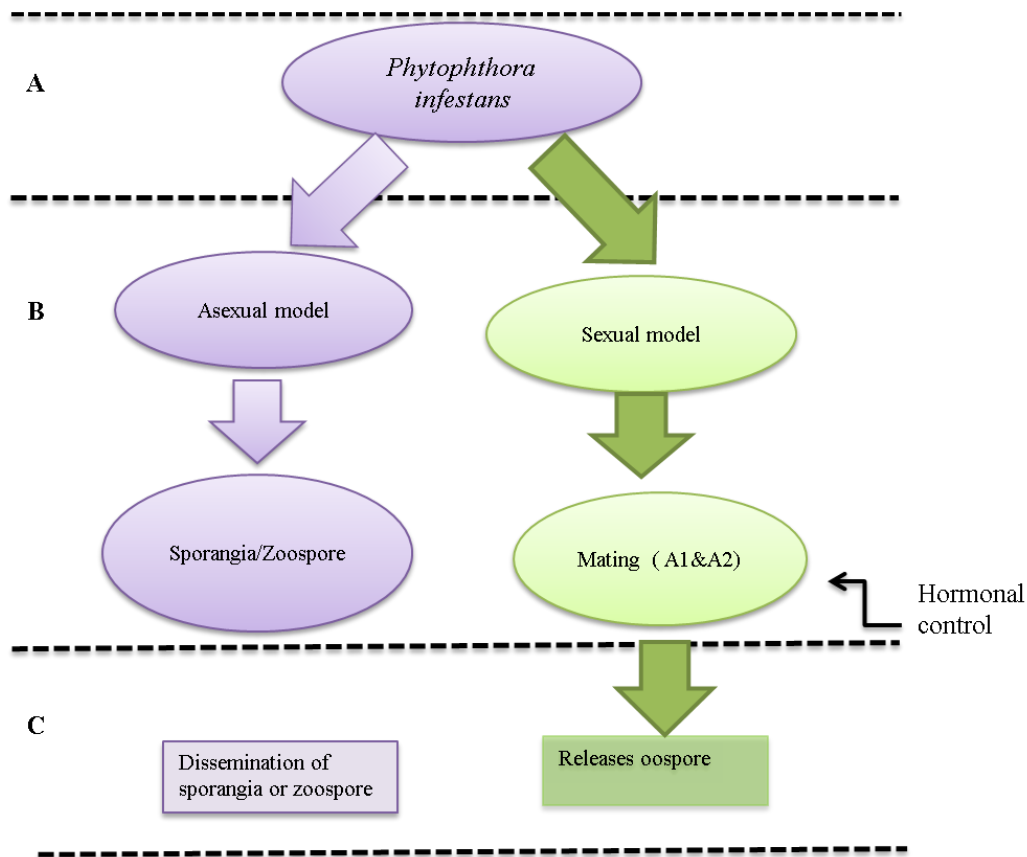 A
Phytophthora
infestans
B
Asexual model
Sexual model
Sporangia/Zoospore
Mating  ( A1&A2)
Hormonal
control
C
Dissemination of
sporangia or zoospore
Releases oospore